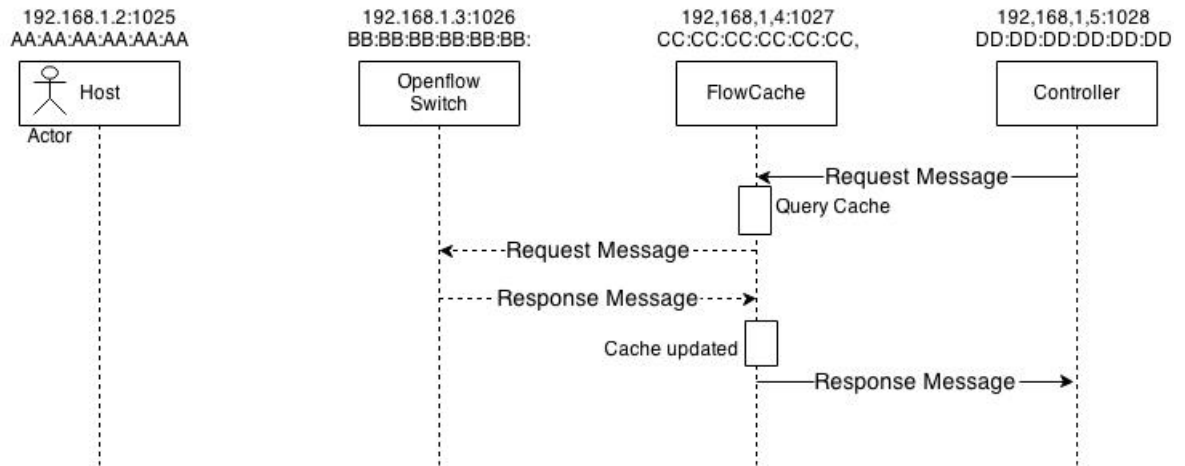 192.168.1.2:1025
AA:AA:AA:AA:AA:AA
192.168.1.3:1026
BB:BB:BB:BB:BB:BB:
192,168,1,4:1027
CC:CC:CC:CC:CC:CC,
192,168,1,5:1028
DD:DD:DD:DD:DD:DD
Host
Actor
Openflow
Switch
FlowCache
Controller
Request Message
Query Cache
Request Message
Response Message
Cache updated
Response Message